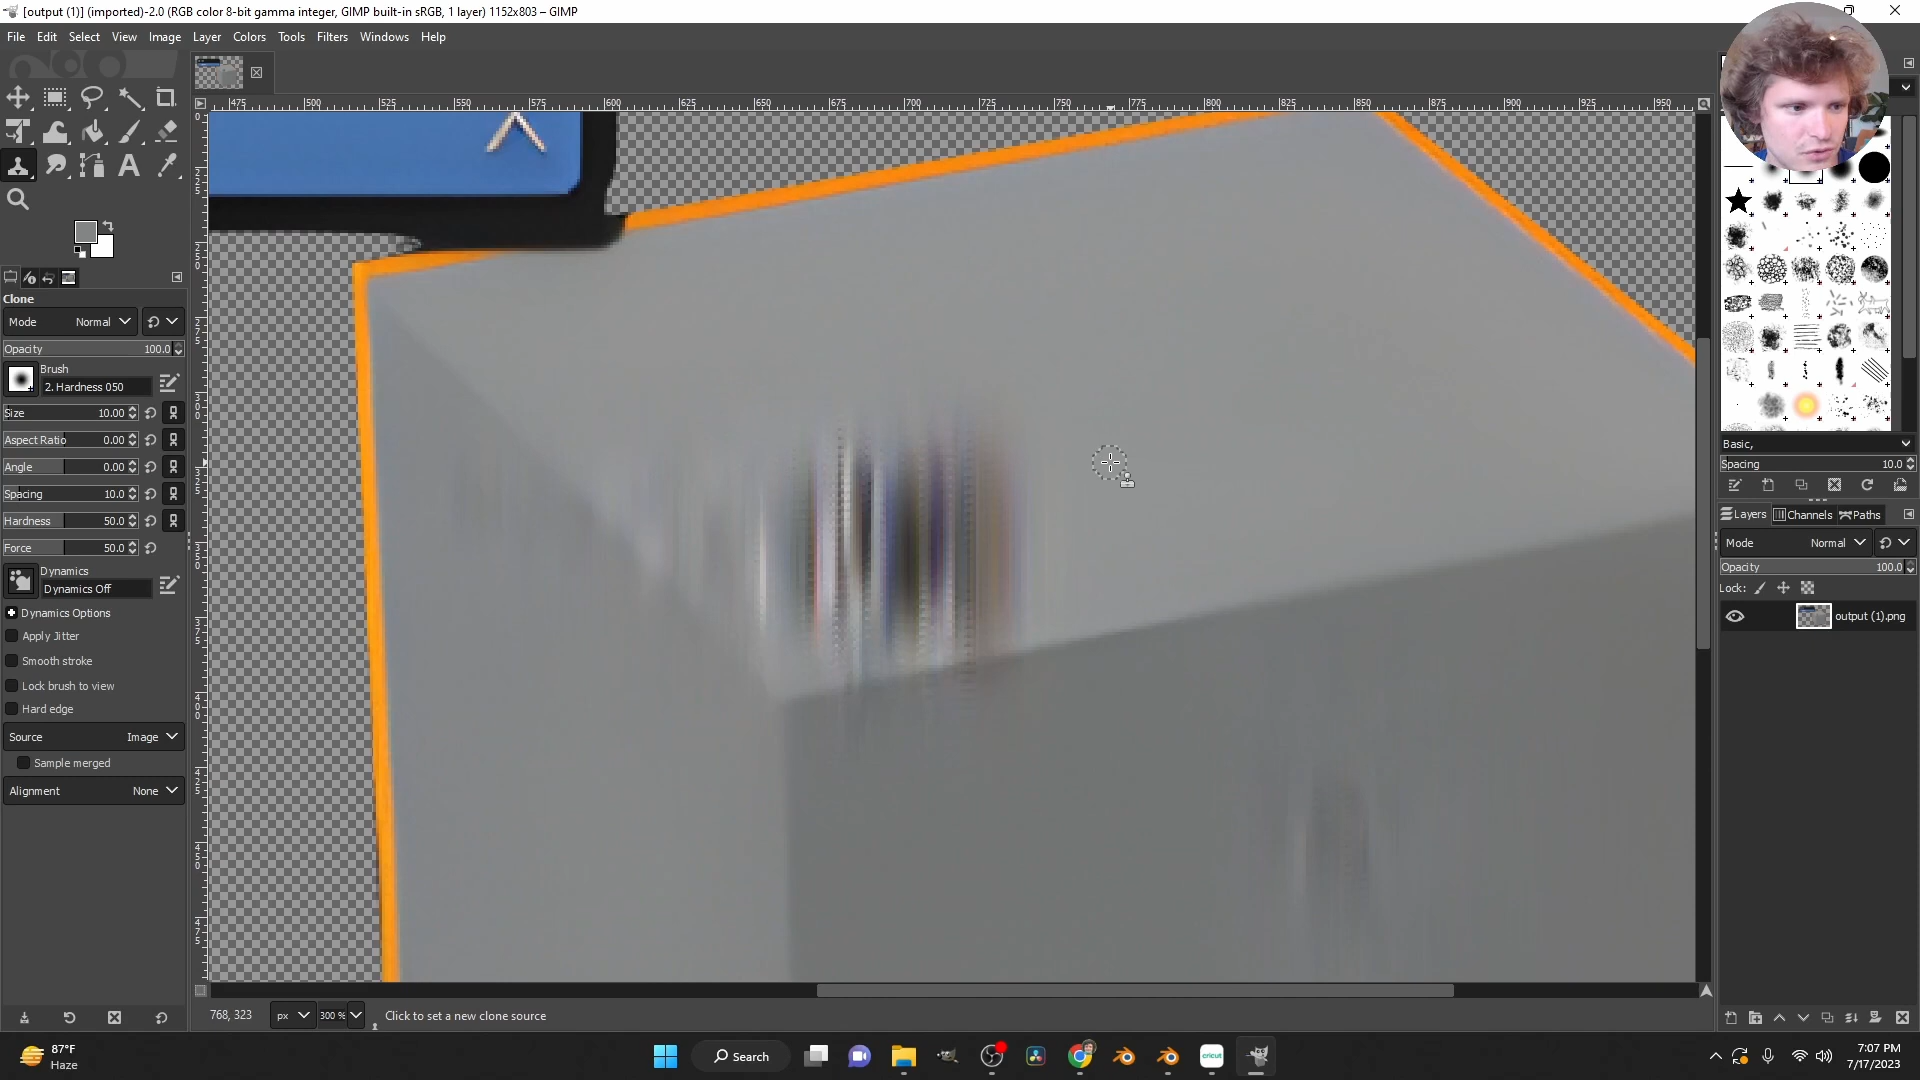 [output (1)] (imported)-2.0 (RGB color 8-bit gamma integer, GIMP built-in sRGB, 1 layer) 1152x803 – GIMP
File Edit Select View Image Layer Colors Tools Filters Windows Help
475 500 525 550 575 600 625 650 675 700 725 750 775 800 825 850 875 900 925 950
Clone
Mode Normal
Opacity 100.0
Brush
2. Hardness 050
Size 10.00
Aspect Ratio 0.00
Angle 0.00
Spacing 10.0
Hardness 50.0
Force 50.0
Dynamics
Dynamics Off
Dynamics Options
Apply Jitter
Smooth stroke
Lock brush to view
Hard edge
Source Image
Sample merged
Alignment None
Basic,
Spacing 10.0
Layers Channels Paths
Mode Normal
Opacity 100.0
Lock:
output (1).png
768, 323 px 300 % Click to set a new clone source
87°F
Haze
Search
cricut
7:07 PM
7/17/2023